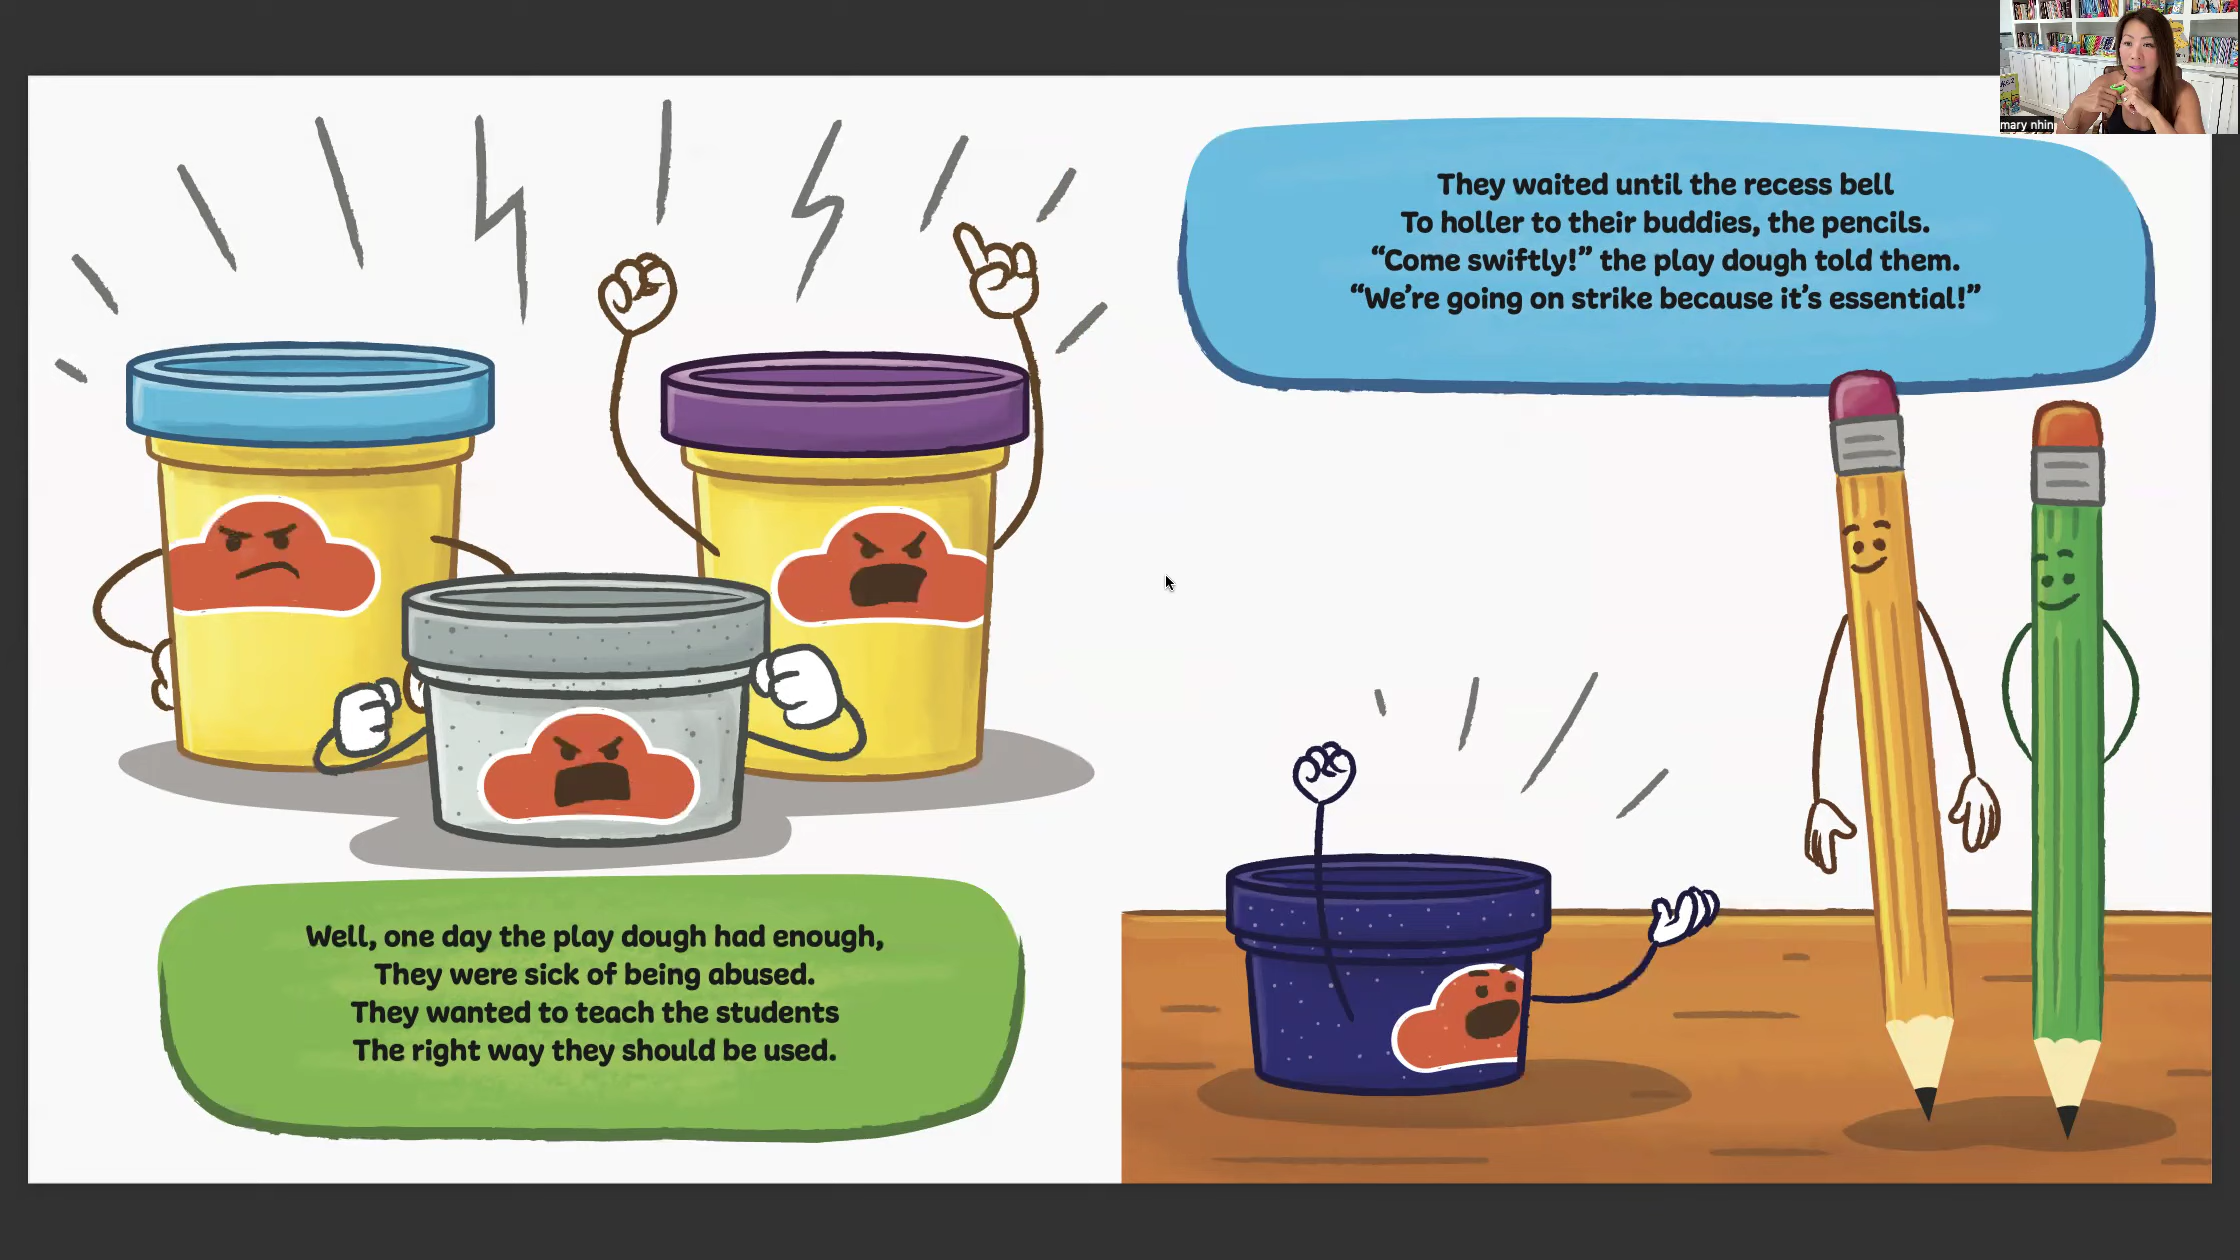 Well, one day the play dough had enough,
They were sick of being abused.
They wanted to teach the students
The right way they should be used.
They waited until the recess bell
To holler to their buddies, the pencils.
“Come swiftly!” the play dough told them.
“We’re going on strike because it’s essential!”
mary nhin